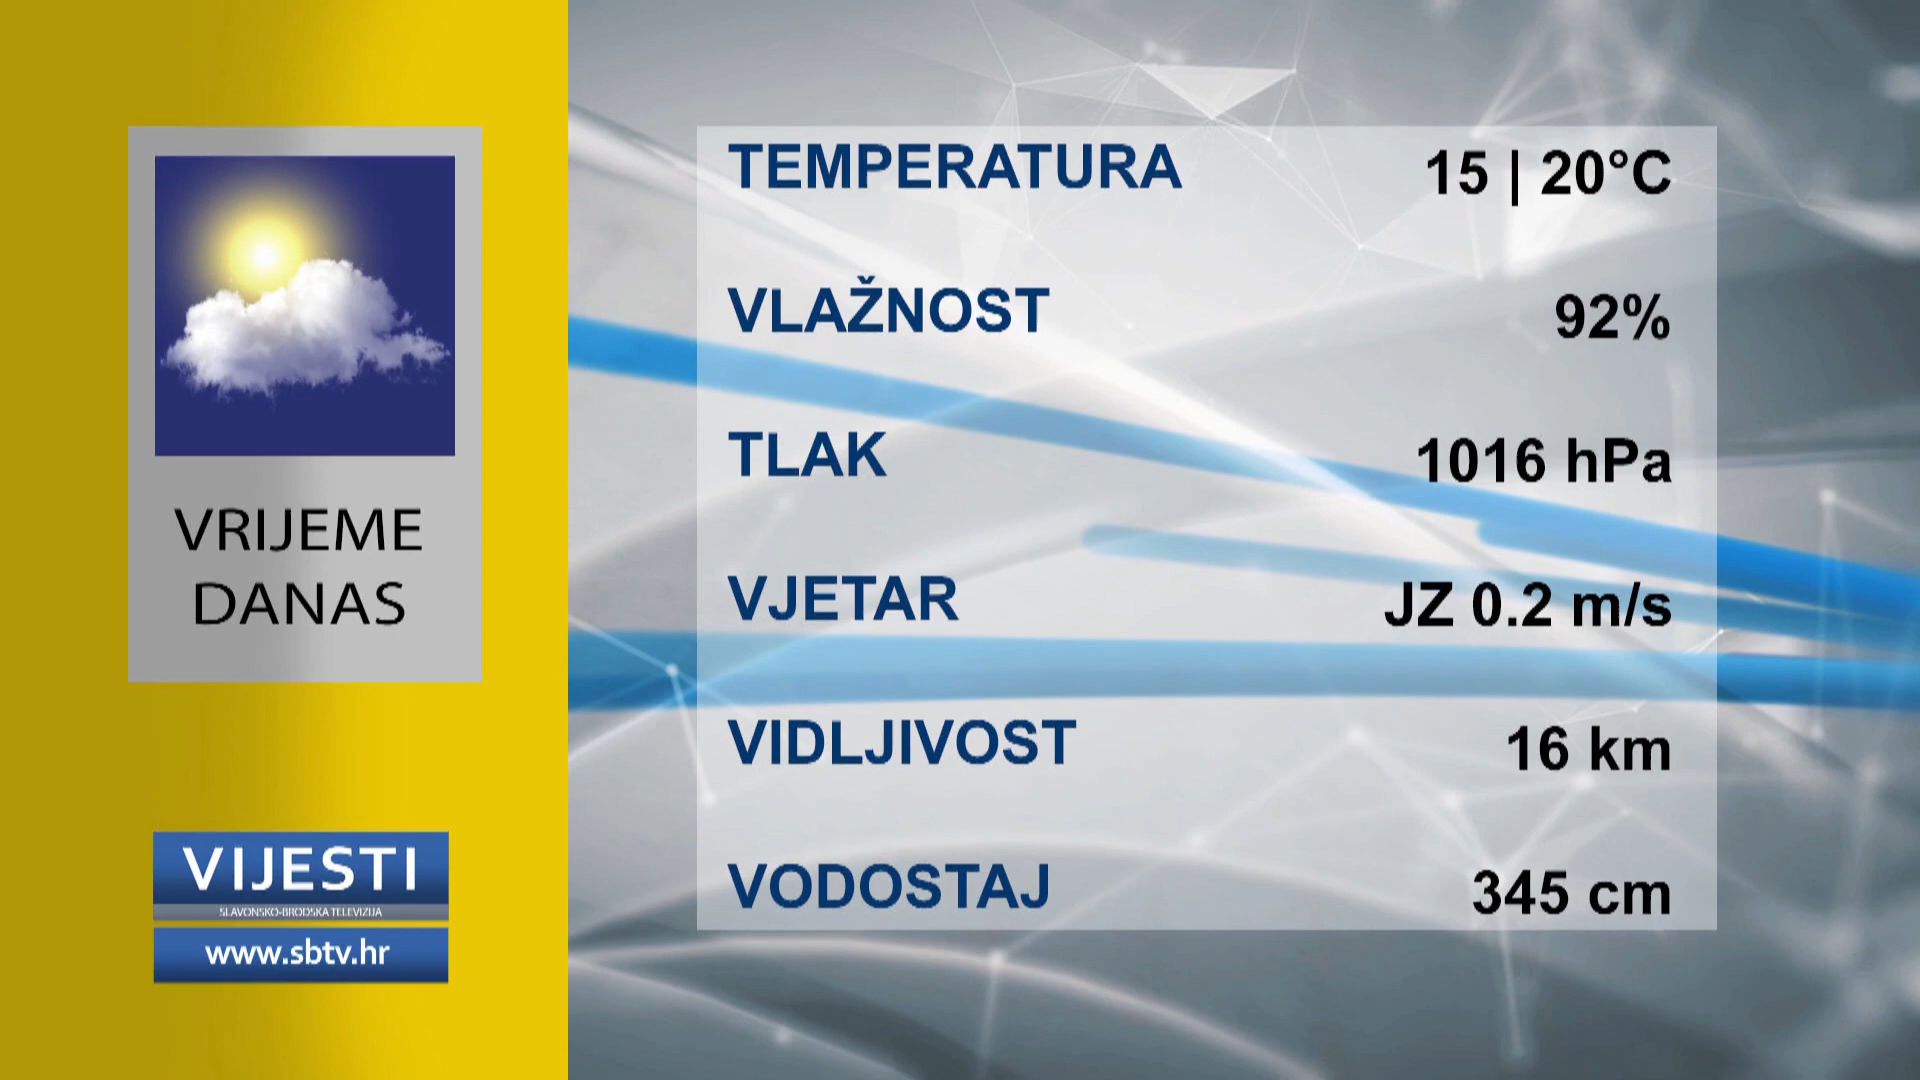 VRIJEME
DANAS
VIJESTI
SLAVONSKO-BRODSKA TELEVIZIJA
www.sbtv.hr
TEMPERATURA 15 | 20°C
VLAŽNOST 92%
TLAK 1016 hPa
VJETAR JZ 0.2 m/s
VIDLJIVOST 16 km
VODOSTAJ 345 cm